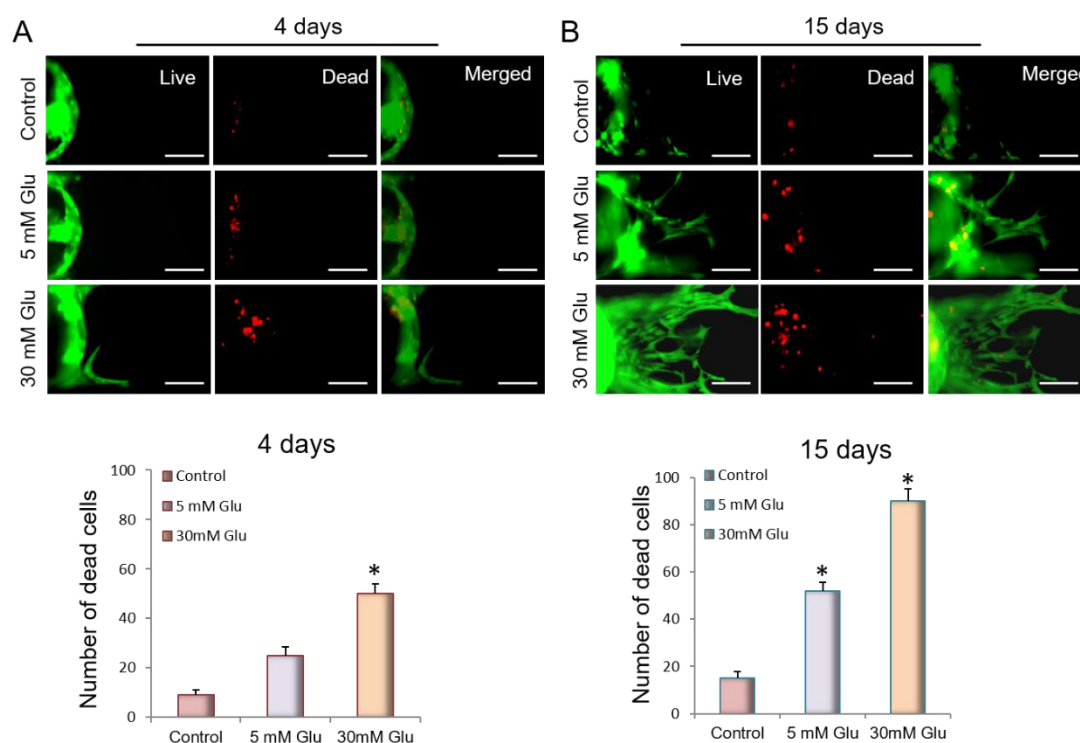 A
4 days
Live
Dead
Merged
Control
5 mM Glu
30 mM Glu
B
15 days
Live
Dead
Merged
Control
5 mM Glu
30 mM Glu
4 days
Number of dead cells
100
80
60
40
20
0
Control
5 mM Glu
30mM Glu
*
Control
5 mM Glu
30mM Glu
15 days
Number of dead cells
100
80
60
40
20
0
Control
5 mM Glu
30mM Glu
*
*
Control
5 mM Glu
30mM Glu